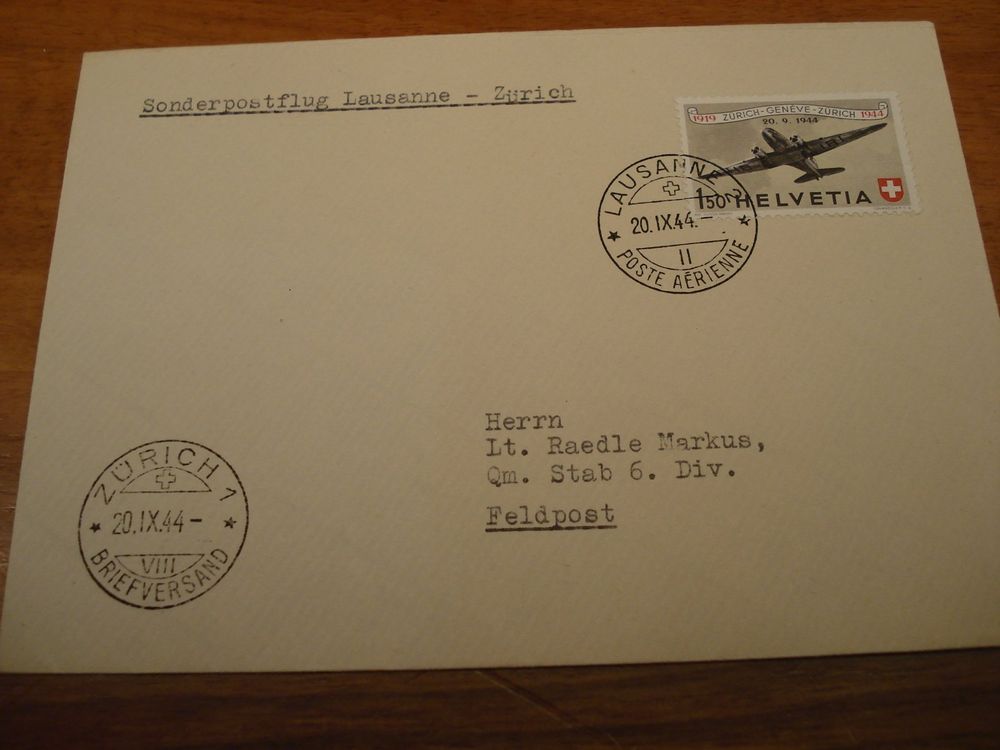 Sonderpostflug Lausanne - Zürich
1919 ZÜRICH-GENÈVE-ZÜRICH 1944
20. 9. 1944
1.50 HELVETIA
LAUSANNE 2
20.IX.44.-
II
POSTE AÉRIENNE
Herrn
Lt. Raedle Markus,
Qm. Stab 6. Div.
Feldpost
ZÜRICH 1
20.IX.44-
VIII
BRIEFVERSAND